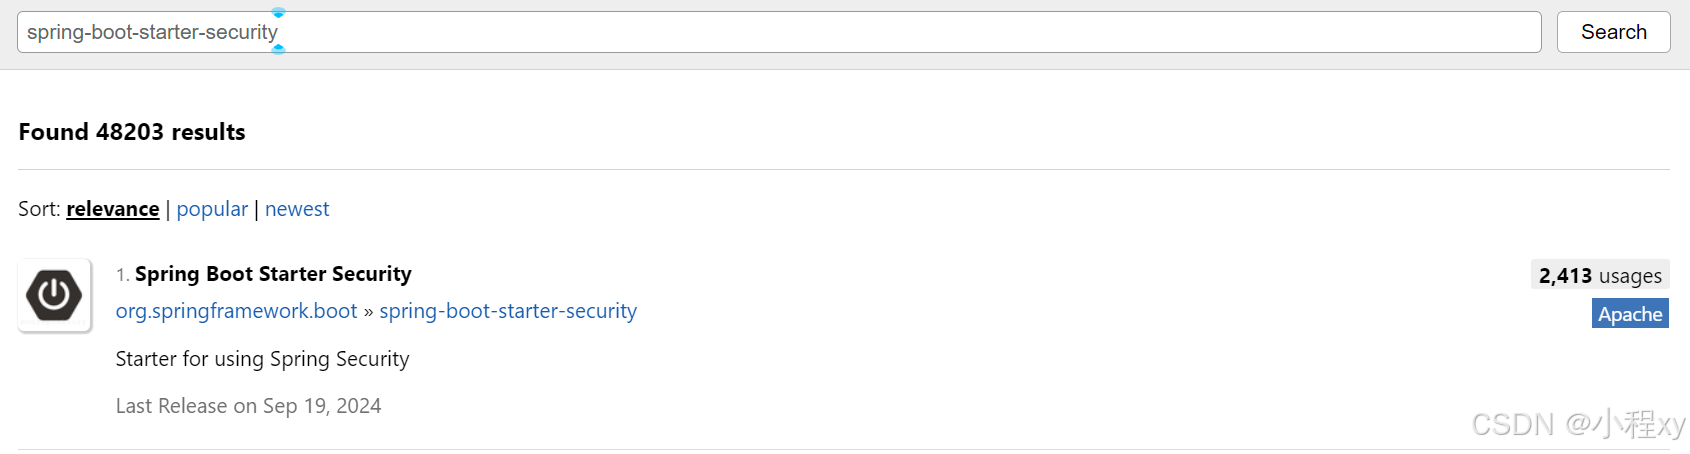 spring-boot-starter-security
Search
Found 48203 results
Sort: relevance | popular | newest
1. Spring Boot Starter Security
2,413 usages
org.springframework.boot » spring-boot-starter-security
Apache
Starter for using Spring Security
Last Release on Sep 19, 2024
CSDN @小程xy